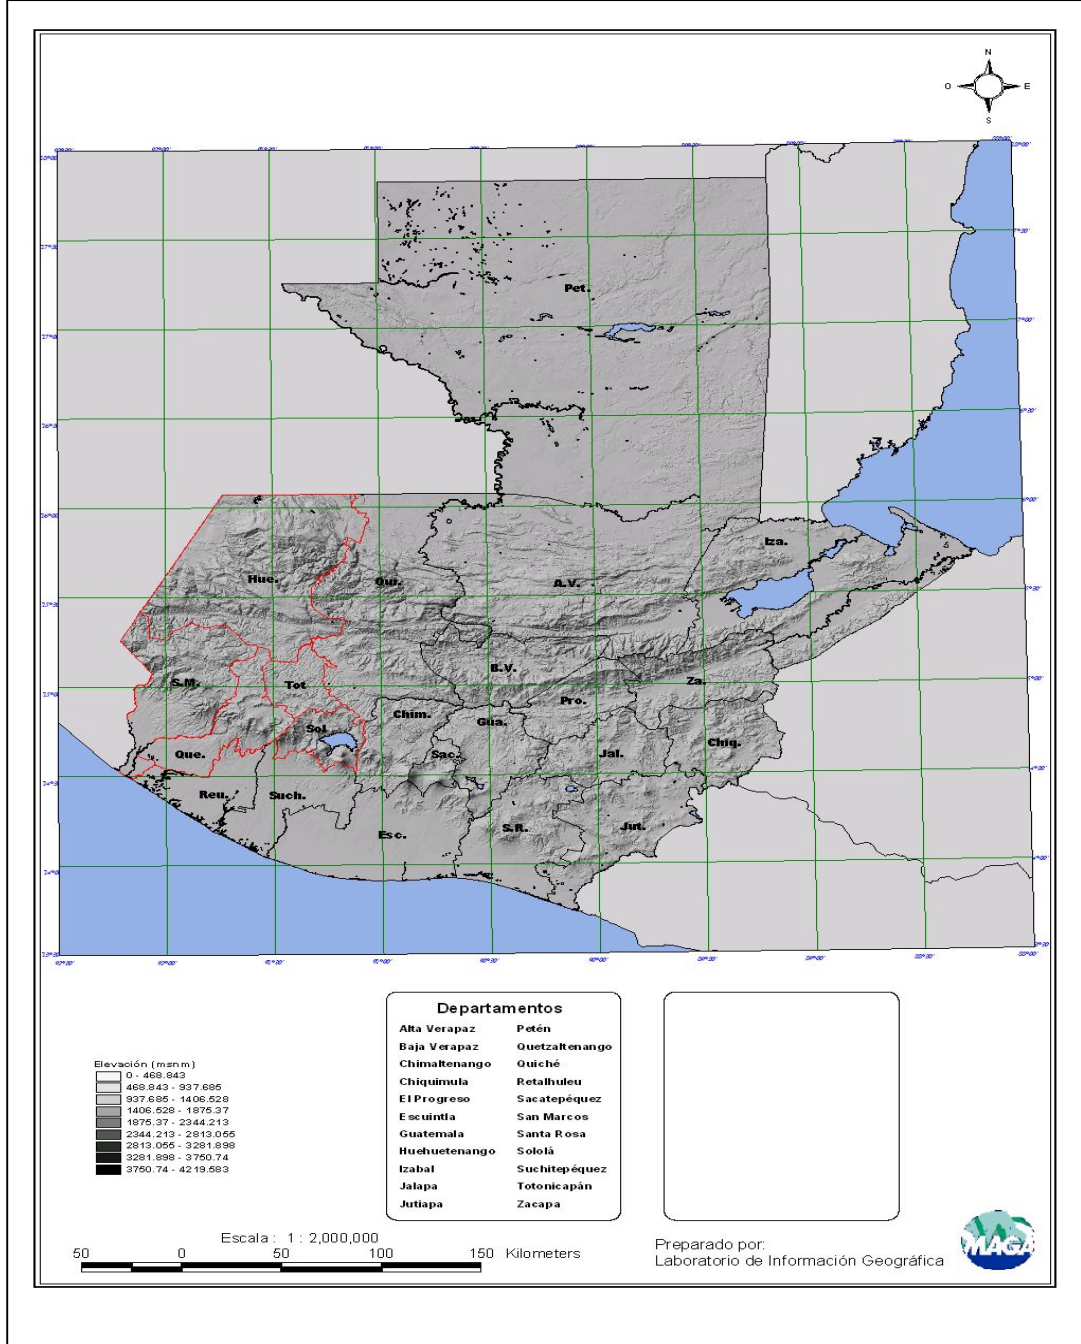 N
O E
S
Pet.
Iza.
Hue.
Qui.
A.V.
B.V.
S.M.
Tot
Za.
Pro.
Chim.
Gua.
Sol.
Que.
Sac.
Jal.
Chiq.
Reu.
Such.
Esc.
S.R.
Jut.
Departamentos
Alta Verapaz Petén
Baja Verapaz Quetzaltenango
Chimaltenango Quiché
Chiquimula Retalhuleu
El Progreso Sacatepéquez
Escuintla San Marcos
Guatemala Santa Rosa
Huehuetenango Sololá
Izabal Suchitepéquez
Jalapa Totonicapán
Jutiapa Zacapa
Elevación (msnm)
0 - 468.843
468.843 - 937.685
937.685 - 1406.528
1406.528 - 1875.37
1875.37 - 2344.213
2344.213 - 2813.055
2813.055 - 3281.898
3281.898 - 3750.74
3750.74 - 4219.583
Escala : 1 : 2,000,000
50 0 50 100 150 Kilometers
Preparado por:
Laboratorio de Información Geográfica
MAGA